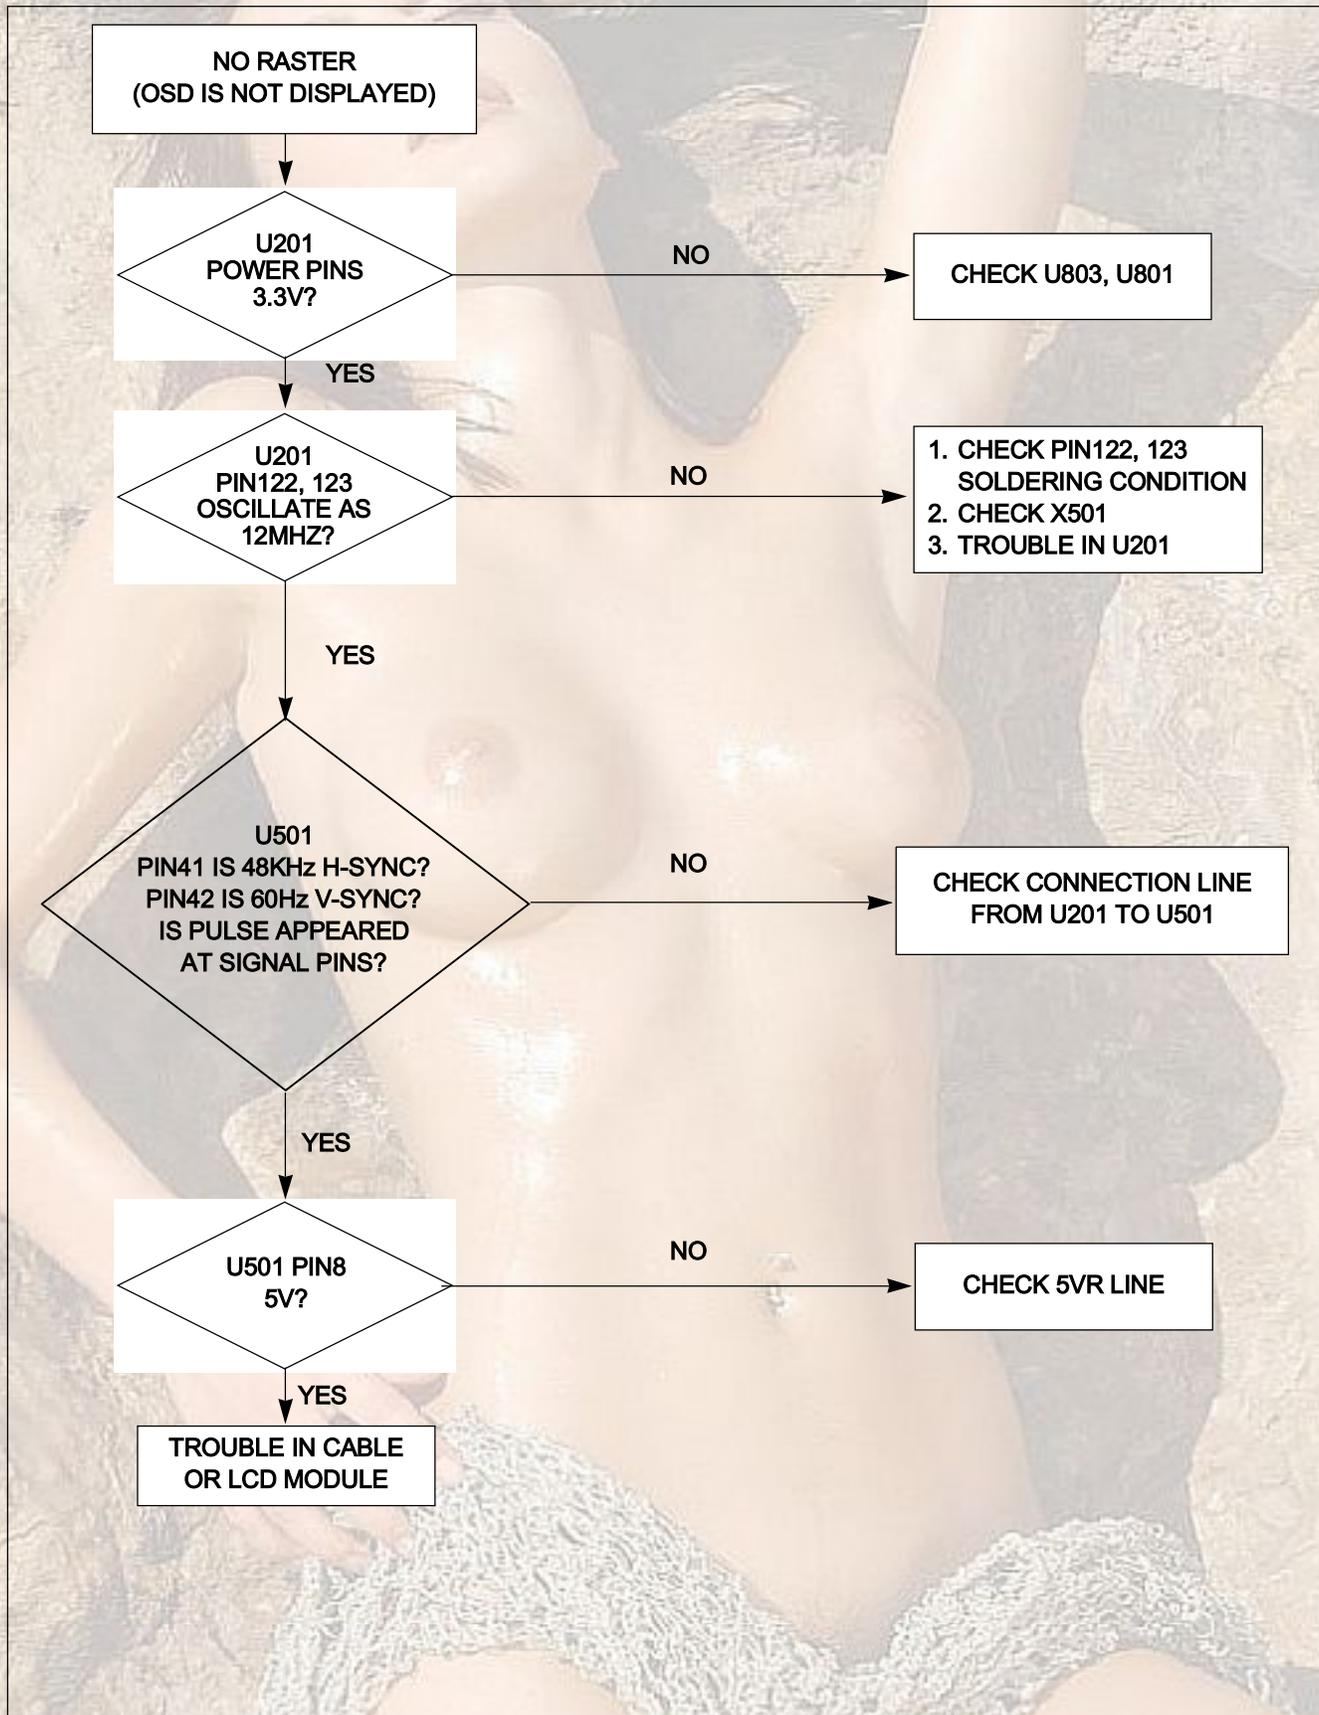 NO RASTER
(OSD IS NOT DISPLAYED)
U201
POWER PINS
3.3V?
NO
CHECK U803, U801
YES
U201
PIN122, 123
OSCILLATE AS
12MHZ?
NO
1. CHECK PIN122, 123
SOLDERING CONDITION
2. CHECK X501
3. TROUBLE IN U201
YES
U501
PIN41 IS 48KHz H-SYNC?
PIN42 IS 60Hz V-SYNC?
IS PULSE APPEARED
AT SIGNAL PINS?
NO
CHECK CONNECTION LINE
FROM U201 TO U501
YES
U501 PIN8
5V?
NO
CHECK 5VR LINE
YES
TROUBLE IN CABLE
OR LCD MODULE